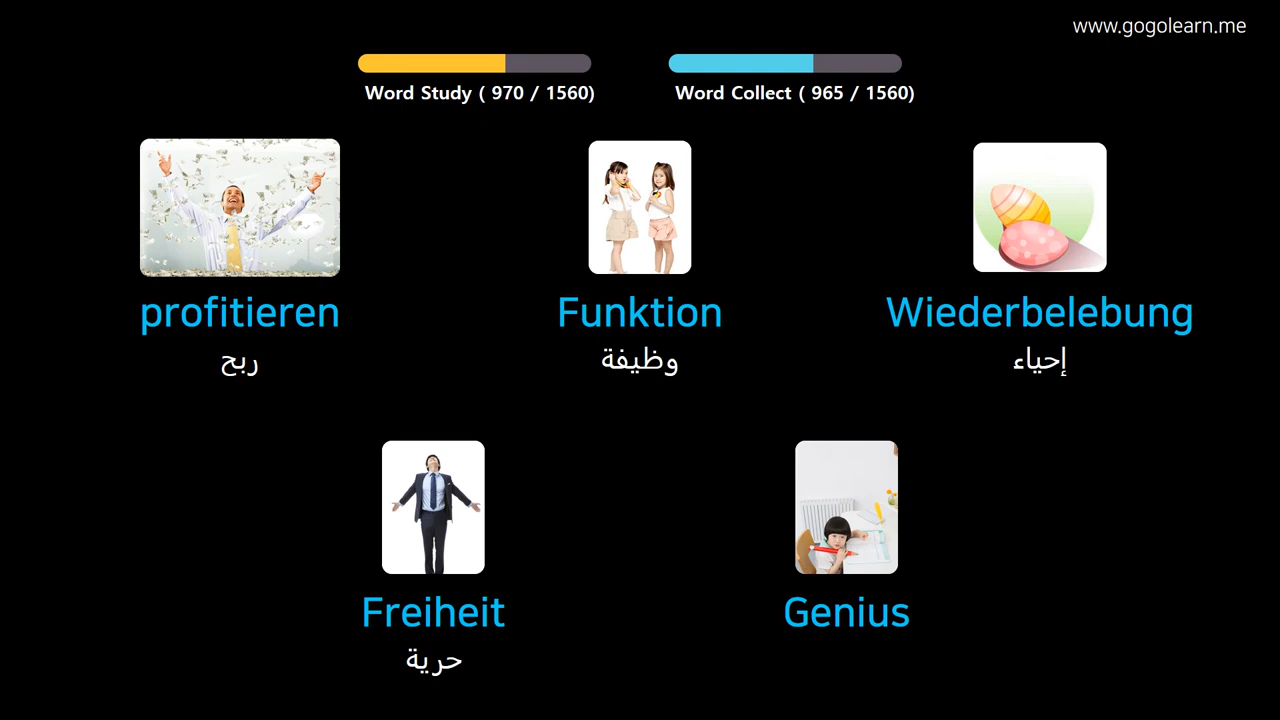 www.gogolearn.me
Word Study ( 970 / 1560)
Word Collect ( 965 / 1560)
profitieren
ربح
Funktion
وظيفة
Wiederbelebung
إحياء
Freiheit
حرية
Genius